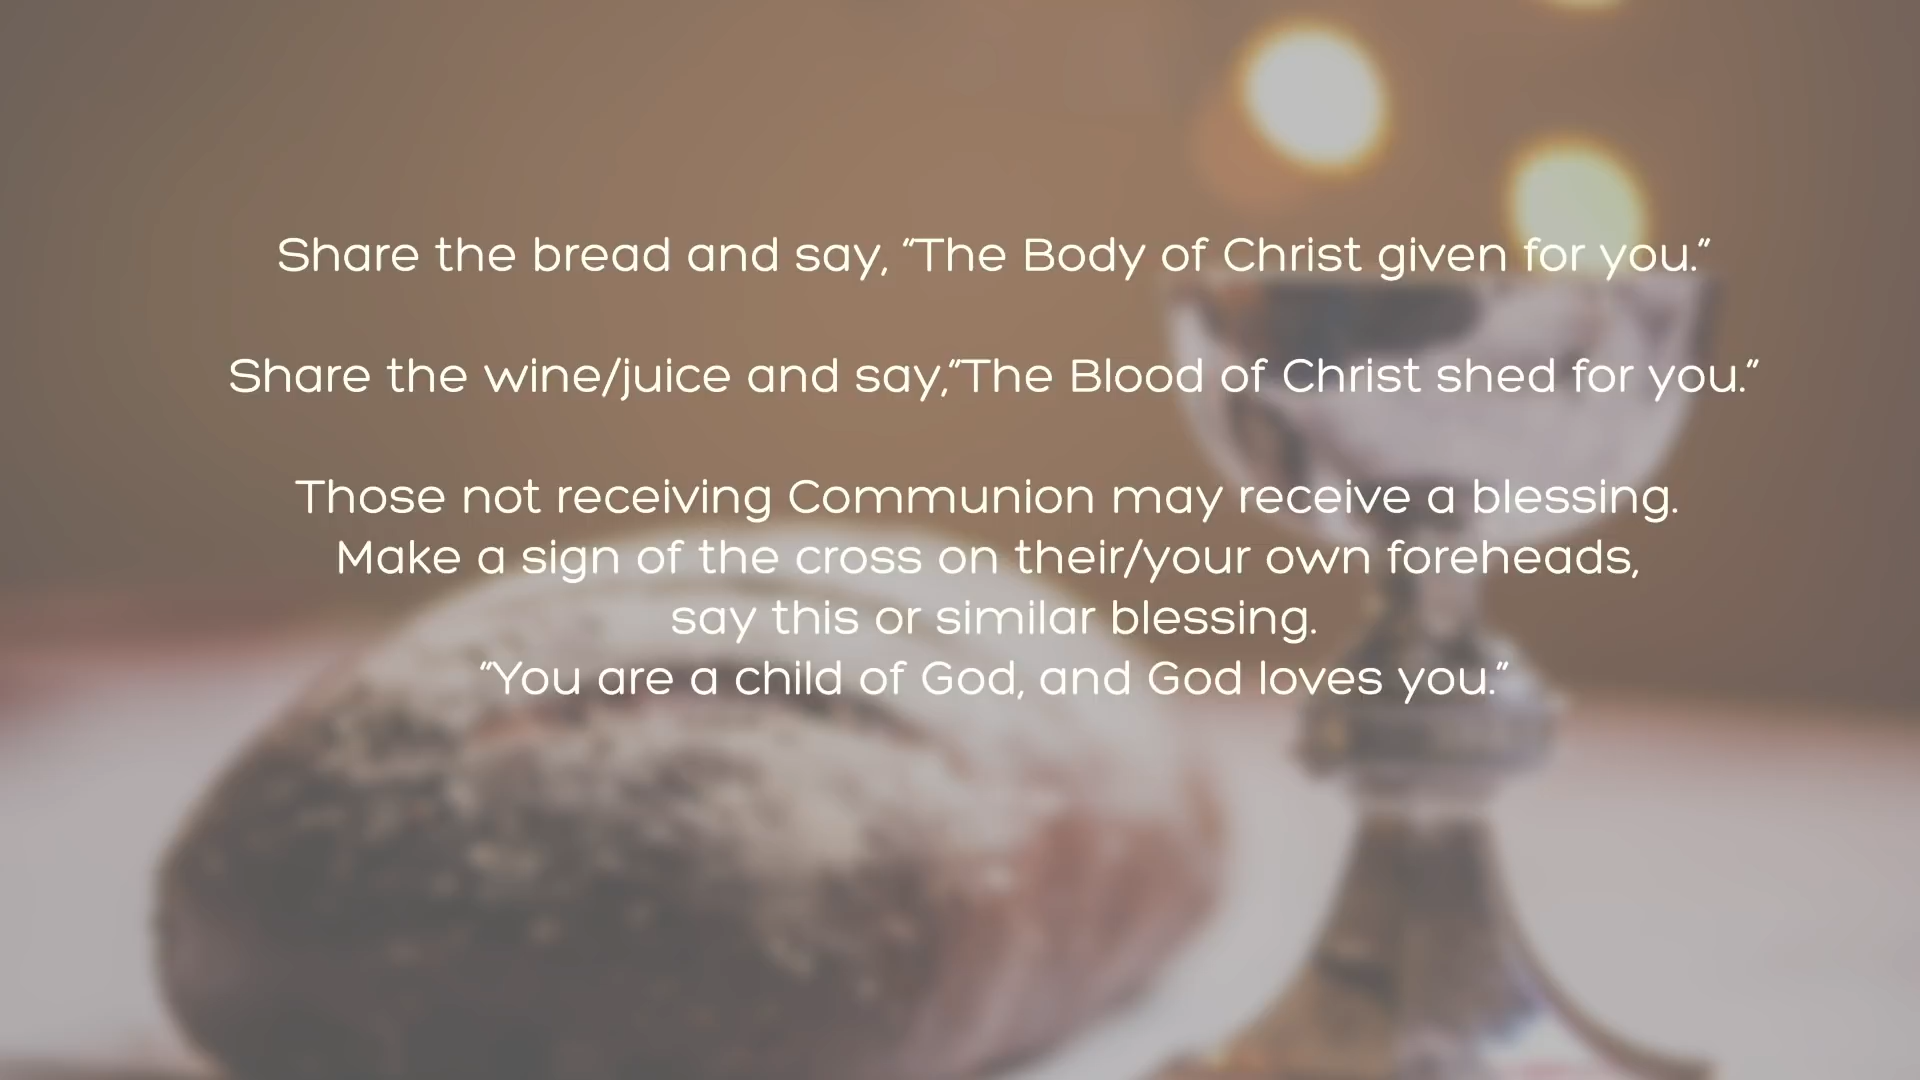 Share the bread and say, “The Body of Christ given for you.”
Share the wine/juice and say,”The Blood of Christ shed for you.”
Those not receiving Communion may receive a blessing.
Make a sign of the cross on their/your own foreheads,
say this or similar blessing.
“You are a child of God, and God loves you.”